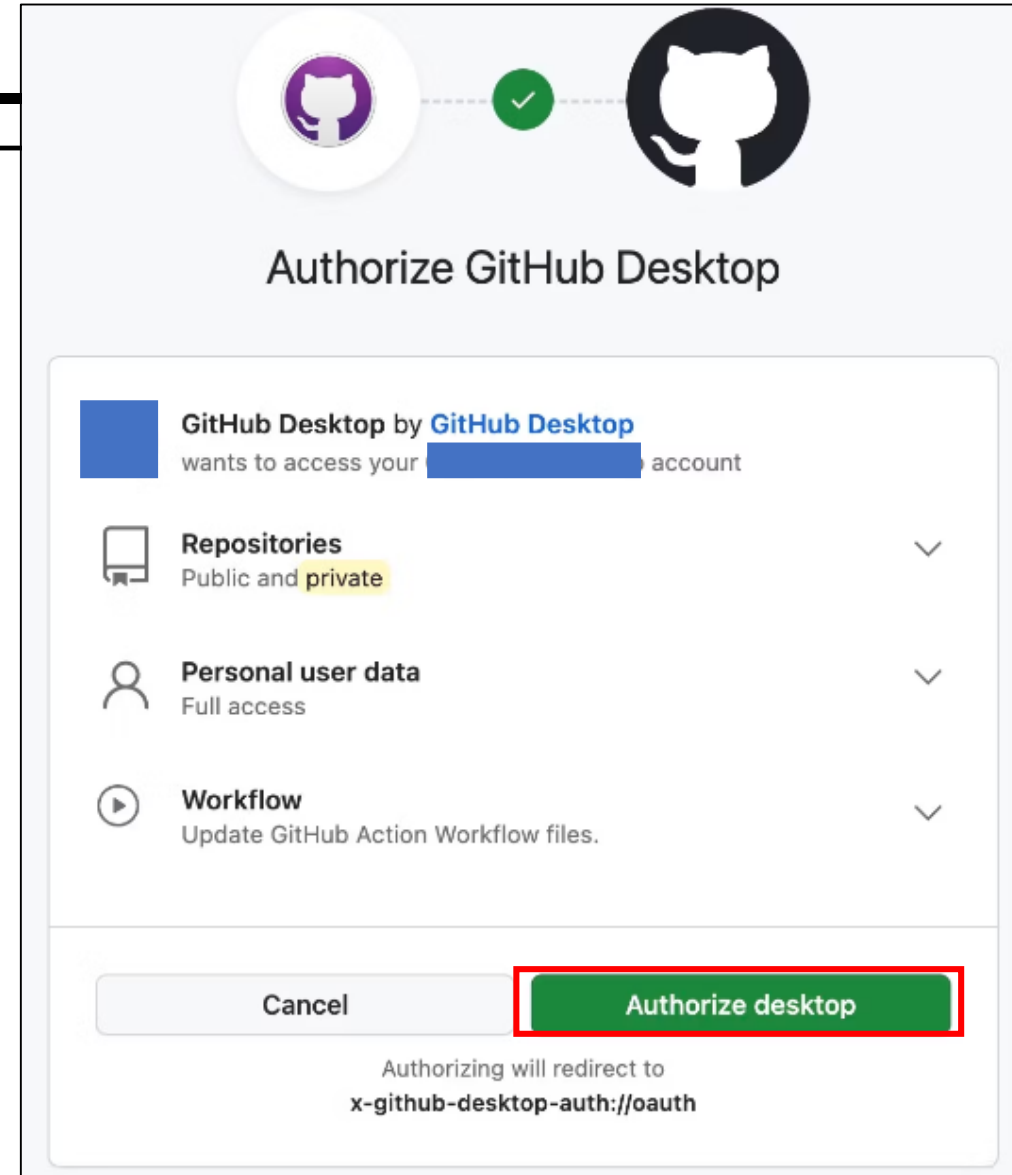 Authorize GitHub Desktop
GitHub Desktop by GitHub Desktop
wants to access your account
Repositories
Public and private
Personal user data
Full access
Workflow
Update GitHub Action Workflow files.
Cancel
Authorize desktop
Authorizing will redirect to
x-github-desktop-auth://oauth